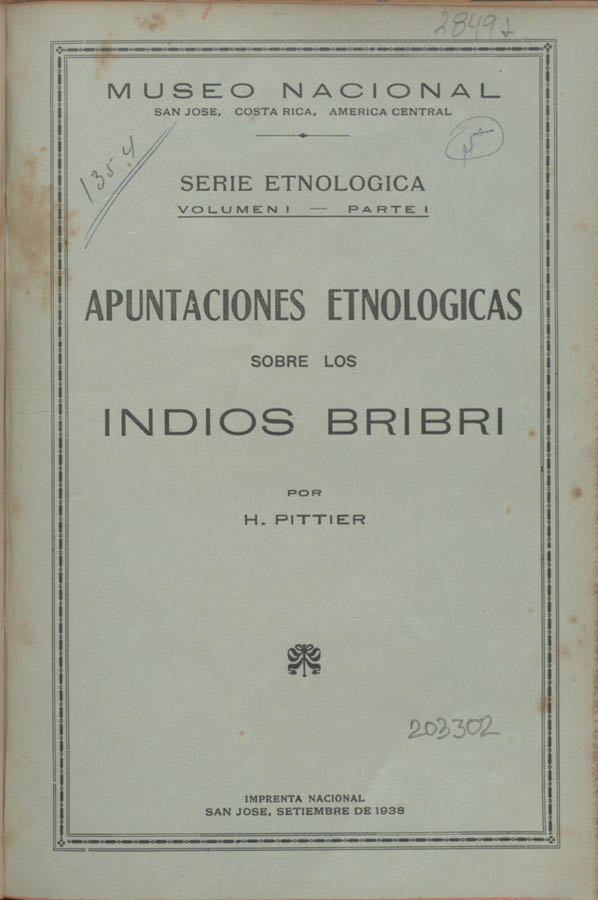 28491
MUSEO NACIONAL
SAN JOSE, COSTA RICA, AMERICA CENTRAL
1354
SERIE ETNOLOGICA
VOLUMEN I — PARTE I
APUNTACIONES ETNOLOGICAS
SOBRE LOS
INDIOS BRIBRI
POR
H. PITTIER
203302
IMPRENTA NACIONAL
SAN JOSE, SETIEMBRE DE 1938